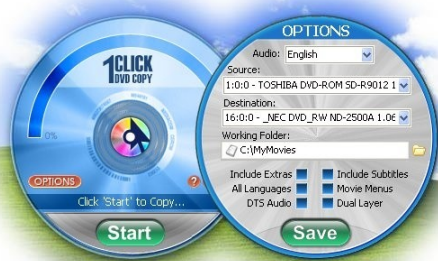 1CLICK
DVD COPY
0%
OPTIONS
?
Click 'Start' to Copy...
Start
OPTIONS
Audio: English
Source:
1:0:0 - TOSHIBA DVD-ROM SD-R9012 1
Destination:
16:0:0 - _NEC DVD_RW ND-2500A 1.06
Working Folder:
C:\MyMovies
Include Extras Include Subtitles
All Languages Movie Menus
DTS Audio Dual Layer
Save